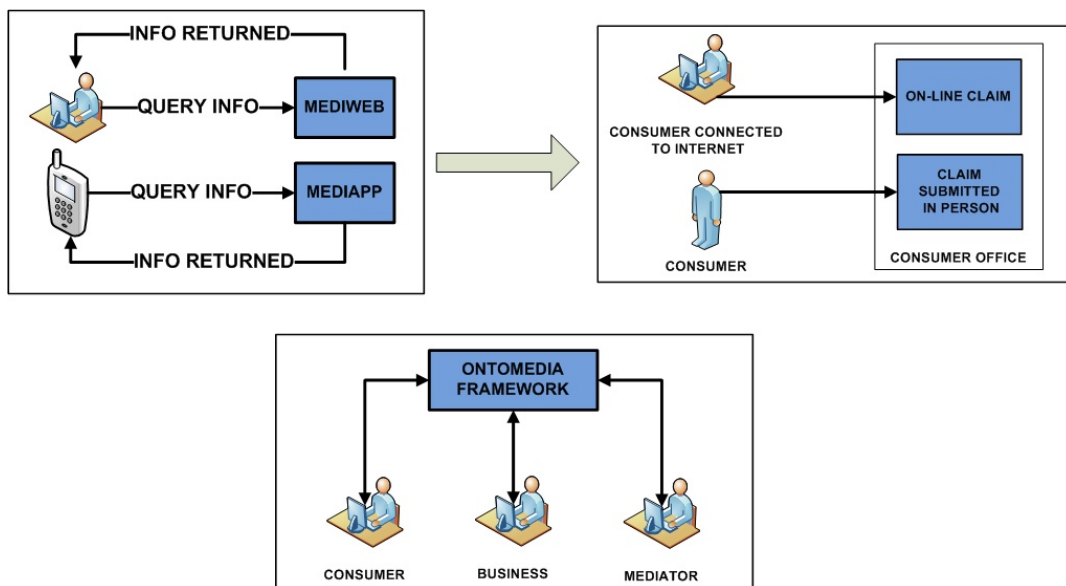 INFO RETURNED
QUERY INFO
MEDIWEB
QUERY INFO
MEDIAPP
INFO RETURNED
CONSUMER CONNECTED
TO INTERNET
ON-LINE CLAIM
CLAIM
SUBMITTED
IN PERSON
CONSUMER
CONSUMER OFFICE
ONTOMEDIA
FRAMEWORK
CONSUMER
BUSINESS
MEDIATOR